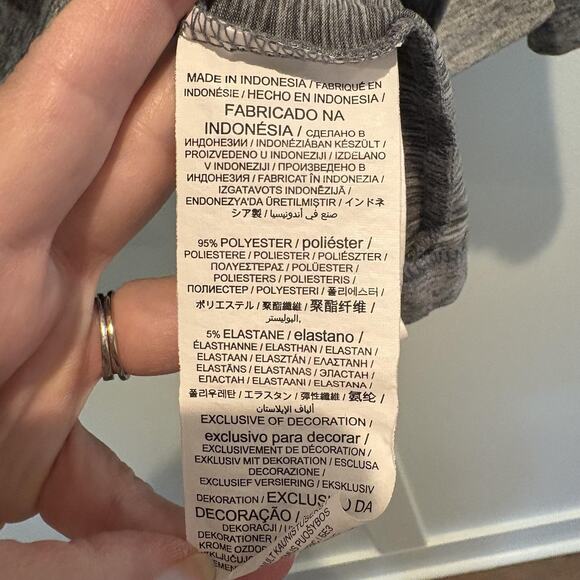 MADE IN INDONESIA / FABRIQUÉ EN
INDONÉSIE / HECHO EN INDONESIA /
FABRICADO NA
INDONÉSIA / СДЕЛАНО В
ИНДОНЕЗИИ / INDONÉZIÁBAN KÉSZÜLT /
PROIZVEDENO U INDONEZIJI / IZDELANO
V INDONEZIJI / ПРОИЗВЕДЕНО В
ИНДОНЕЗИЯ / FABRICAT ÎN INDONEZIA /
IZGATAVOTS INDONĒZIJĀ /
ENDONEZYA'DA ÜRETILMIŞTIR / インドネ
シア製 / صنع في أندونيسيا
95% POLYESTER / poliéster /
POLIESTERE / POLIESTER / POLIÉSZTER /
ΠΟΛΥΕΣΤΕΡΑΣ / POLÜESTER /
POLIESTERS / POLIESTERIS /
ПОЛИЕСТЕР / POLYESTERI / 폴리에스터 /
ポリエステル / 聚酯纖維 / 聚酯纤维 /
البوليستر.
5% ELASTANE / elastano /
ÉLASTHANNE / ELASTHAN / ELASTAN /
ELASTAAN / ELASZTÁN / ΕΛΑΣΤΑΝΗ /
ELASTĀNS / ELASTANAS / ЭЛАСТАН /
ЕЛАСТАН / ELASTAANI / ELASTANA /
폴리우레탄 / エラスタン / 彈性纖維 / 氨纶 /
ألياف الإيلاستان
EXCLUSIVE OF DECORATION /
exclusivo para decorar /
EXCLUSIVEMENT DE DÉCORATION /
EXKLUSIV MIT DEKORATION / ESCLUSA
DECORAZIONE /
EXCLUSIEF VERSIERING / EKSKLUSIV
DEKORATION / DA
DECORAÇÃO /
DEKORACJI /
DEKORATIONER /
KROME